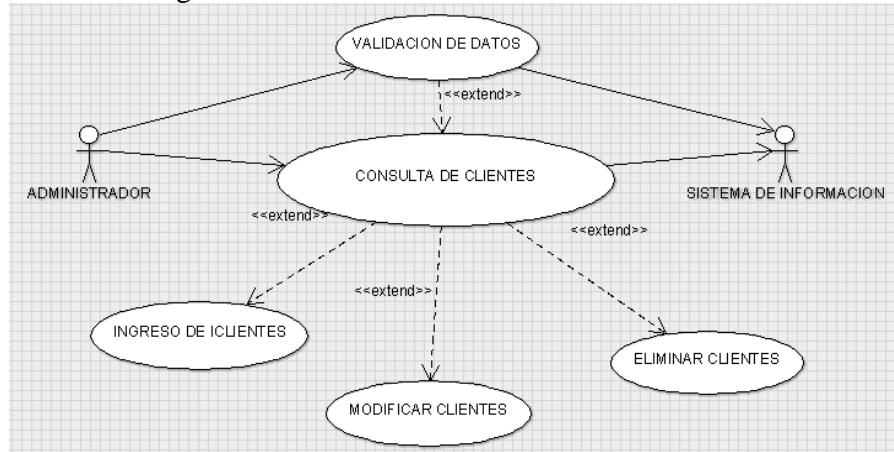 VALIDACION DE DATOS
<<extend>>
CONSULTA DE CLIENTES
ADMINISTRADOR
SISTEMA DE INFORMACION
<<extend>>
<<extend>>
<<extend>>
INGRESO DE ICLIENTES
ELIMINAR CLIENTES
MODIFICAR CLIENTES